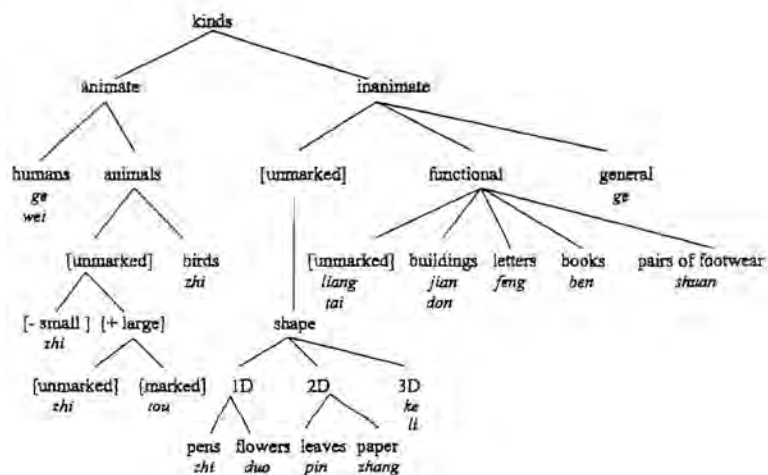 kinds
animate inanimate
humans animals [unmarked] functional general
ge ge
wei
[unmarked] birds [unmarked] buildings letters books pairs of footwear
zhi liang jian feng ben shuan
tai don
[- small ] [+ large] shape
zhi
[unmarked] [marked] 1D 2D 3D
zhi tou ke
li
pens flowers leaves paper
zhi duo pin zhang